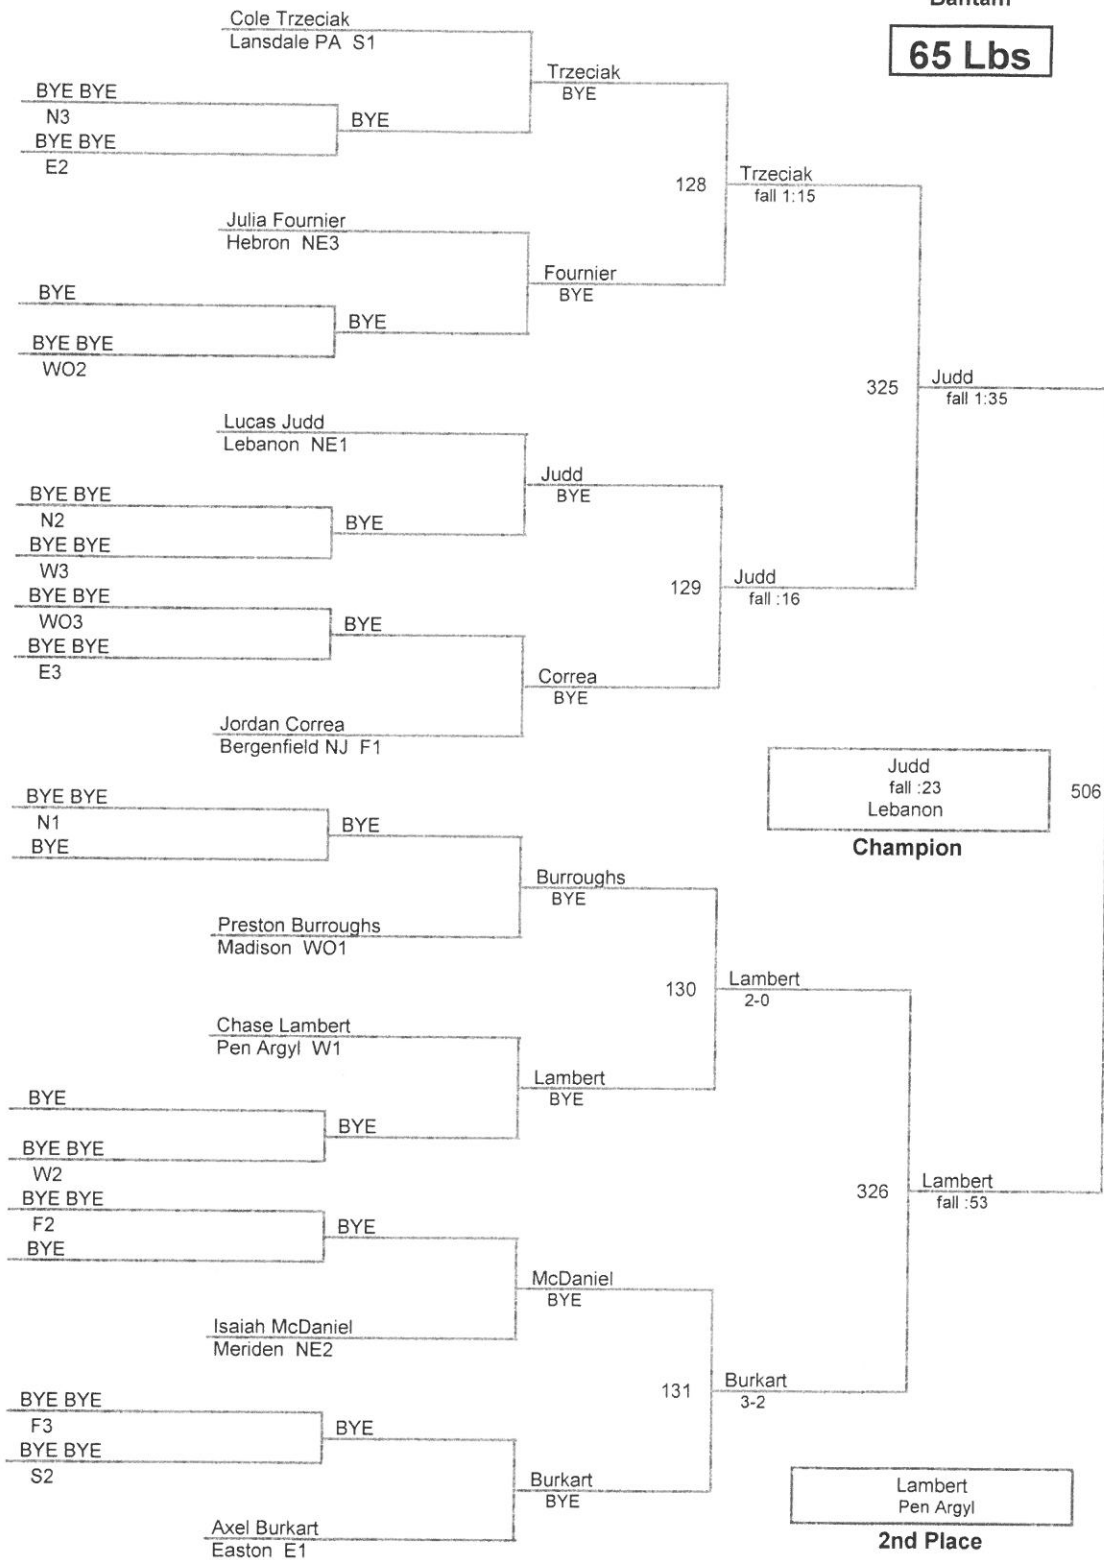 Bantam
65 Lbs
Cole Trzeciak
Lansdale PA S1
Trzeciak
BYE
BYE BYE
N3
BYE
BYE BYE
E2
128
Trzeciak
fall 1:15
Julia Fournier
Hebron NE3
Fournier
BYE
BYE
BYE
BYE BYE
WO2
325
Judd
fall 1:35
Lucas Judd
Lebanon NE1
Judd
BYE
BYE BYE
N2
BYE
BYE BYE
W3
129
Judd
fall :16
BYE BYE
WO3
BYE
BYE BYE
E3
Correa
BYE
Jordan Correa
Bergenfield NJ F1
Judd
fall :23
Lebanon
506
Champion
BYE BYE
N1
BYE
BYE
Burroughs
BYE
Preston Burroughs
Madison WO1
130
Lambert
2-0
Chase Lambert
Pen Argyl W1
Lambert
BYE
BYE
BYE
BYE BYE
W2
326
Lambert
fall :53
BYE BYE
F2
BYE
BYE
McDaniel
BYE
Isaiah McDaniel
Meriden NE2
131
Burkart
3-2
BYE BYE
F3
BYE
BYE BYE
S2
Burkart
BYE
Axel Burkart
Easton E1
Lambert
Pen Argyl
2nd Place